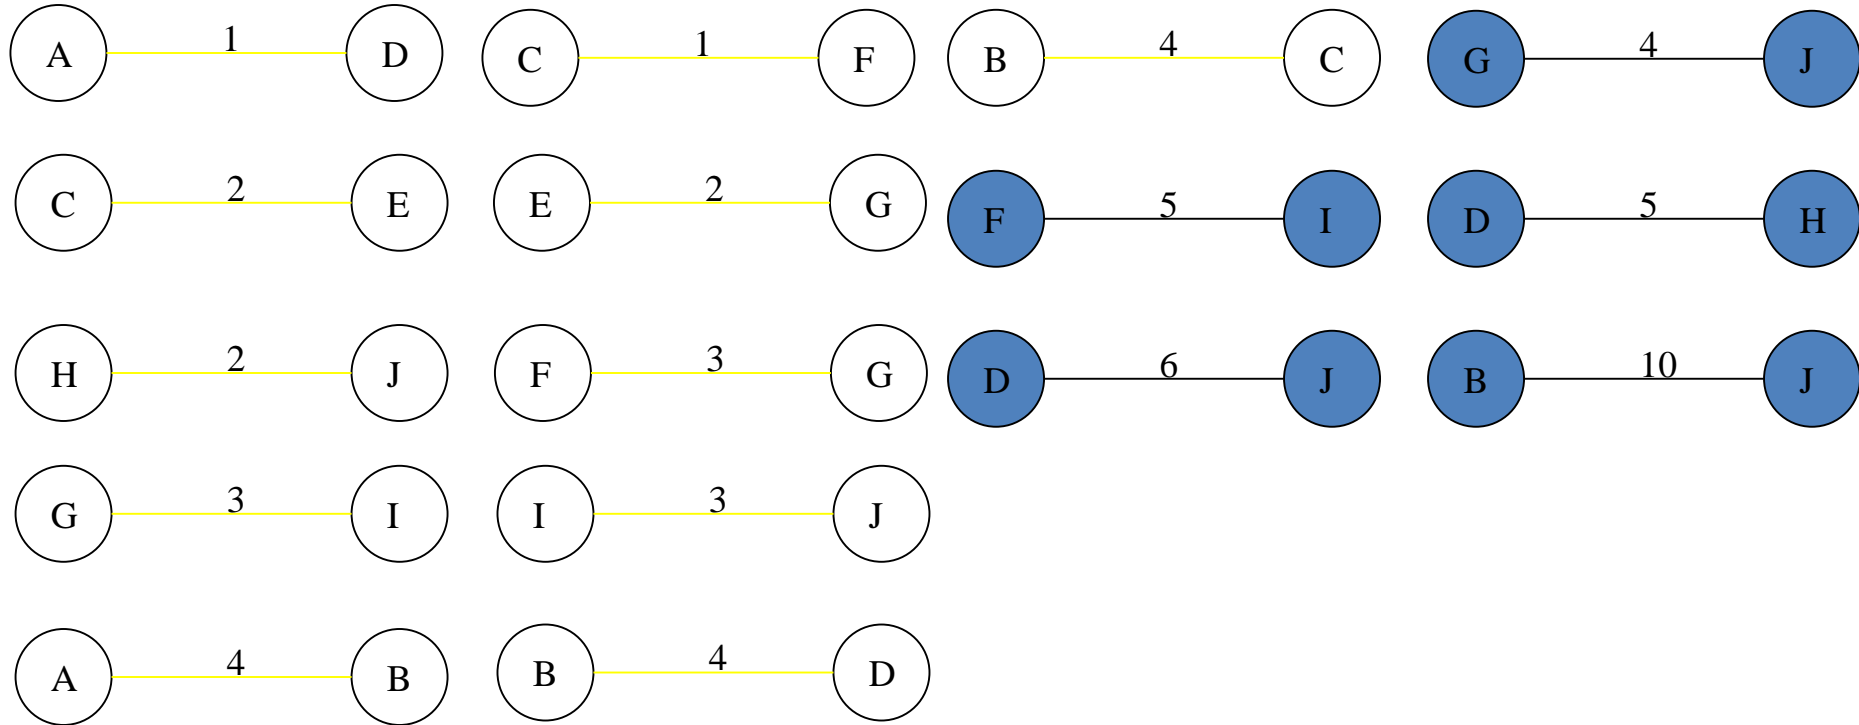 A 1 D
C 1 F
B 4 C
G 4 J
C 2 E
E 2 G
F 5 I
D 5 H
H 2 J
F 3 G
D 6 J
B 10 J
G 3 I
I 3 J
A 4 B
B 4 D